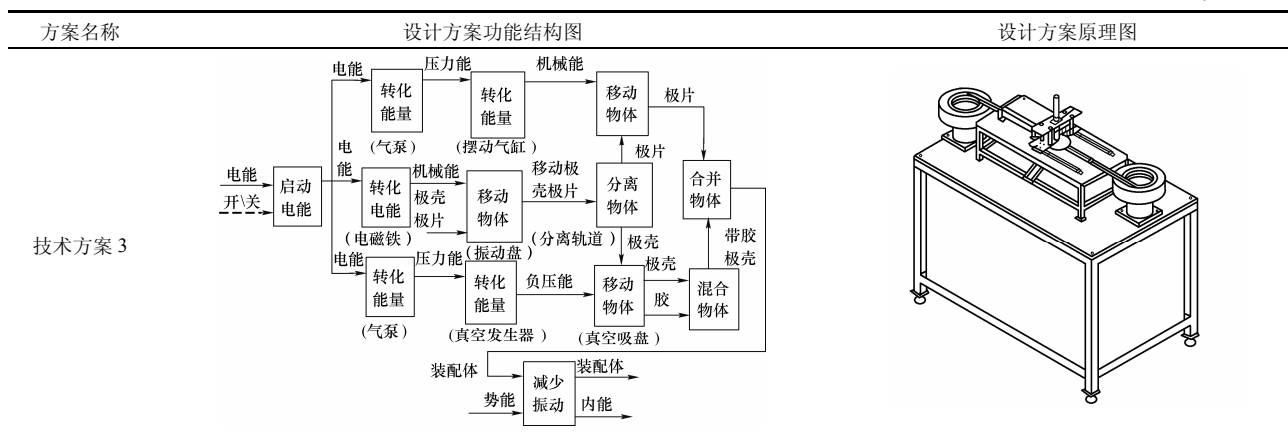 方案名称
设计方案功能结构图
设计方案原理图
技术方案 3
电能
压力能
机械能
转化
能量
转化
能量
移动
物体
极片
(气泵)
(摆动气缸)
电
能
极片
电能
开\关
启动
电能
转化
电能
机械能
极壳
极片
移动
物体
移动极
壳极片
分离
物体
合并
物体
(电磁铁)
(振动盘)
(分离轨道)
极壳
带胶
极壳
电能
转化
能量
压力能
转化
能量
负压能
移动
物体
极壳
胶
混合
物体
(气泵)
(真空发生器)
(真空吸盘)
装配体
减少
振动
装配体
势能
内能